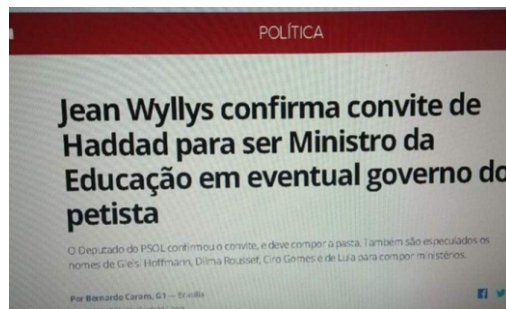 POLÍTICA
Jean Wyllys confirma convite de
Haddad para ser Ministro da
Educação em eventual governo do
petista
O Deputado do PSOL confirmou o convite, e deve compor a pasta. Também são especulados os
nomes de Gleisi Hoffmann, Dilma Roussef, Ciro Gomes e de Lula para compor ministérios.
Por Bernardo Caram, G1 — Brasília